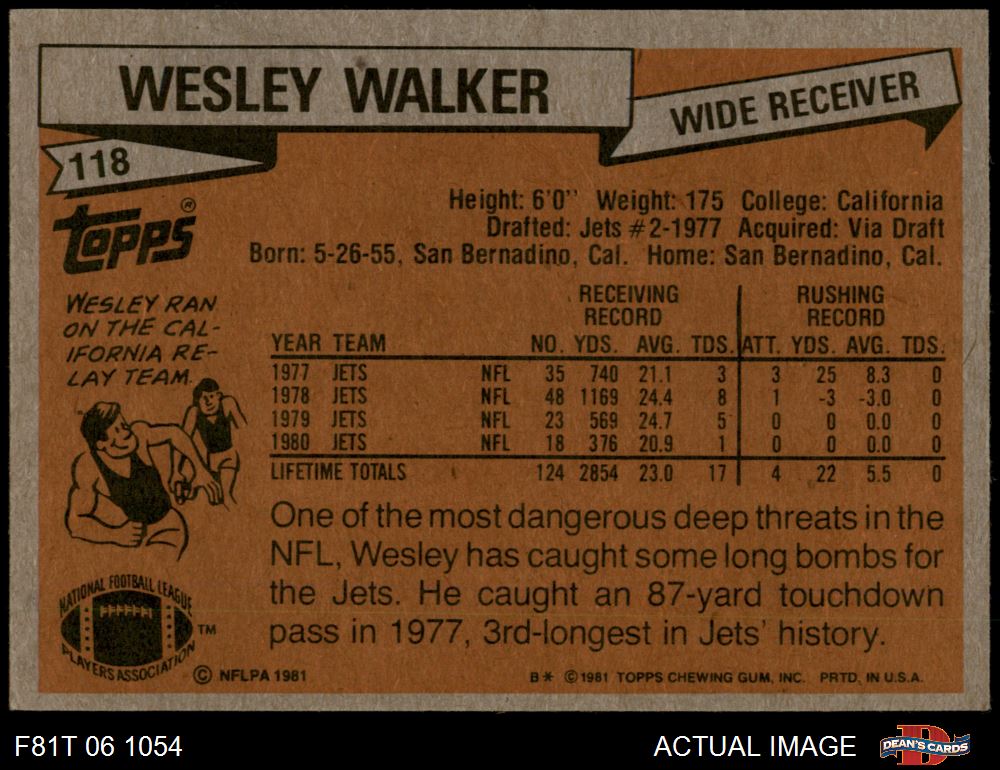 WESLEY WALKER
WIDE RECEIVER
118
TOPPS®
Height: 6'0'' Weight: 175 College: California
Drafted: Jets #2-1977 Acquired: Via Draft
Born: 5-26-55, San Bernadino, Cal. Home: San Bernadino, Cal.
WESLEY RAN
ON THE CAL-
IFORNIA RE-
LAY TEAM.
RECEIVING RECORD RUSHING RECORD
YEAR TEAM NO. YDS. AVG. TDS. ATT. YDS. AVG. TDS.
1977 JETS NFL 35 740 21.1 3 3 25 8.3 0
1978 JETS NFL 48 1169 24.4 8 1 -3 -3.0 0
1979 JETS NFL 23 569 24.7 5 0 0 0.0 0
1980 JETS NFL 18 376 20.9 1 0 0 0.0 0
LIFETIME TOTALS 124 2854 23.0 17 4 22 5.5 0
One of the most dangerous deep threats in the
NFL, Wesley has caught some long bombs for
the Jets. He caught an 87-yard touchdown
pass in 1977, 3rd-longest in Jets' history.
NATIONAL FOOTBALL LEAGUE
PLAYERS ASSOCIATION
TM
© NFLPA 1981
B* © 1981 TOPPS CHEWING GUM, INC. PRTD. IN U.S.A.
F81T 06 1054
ACTUAL IMAGE
D
DEAN'S CARDS